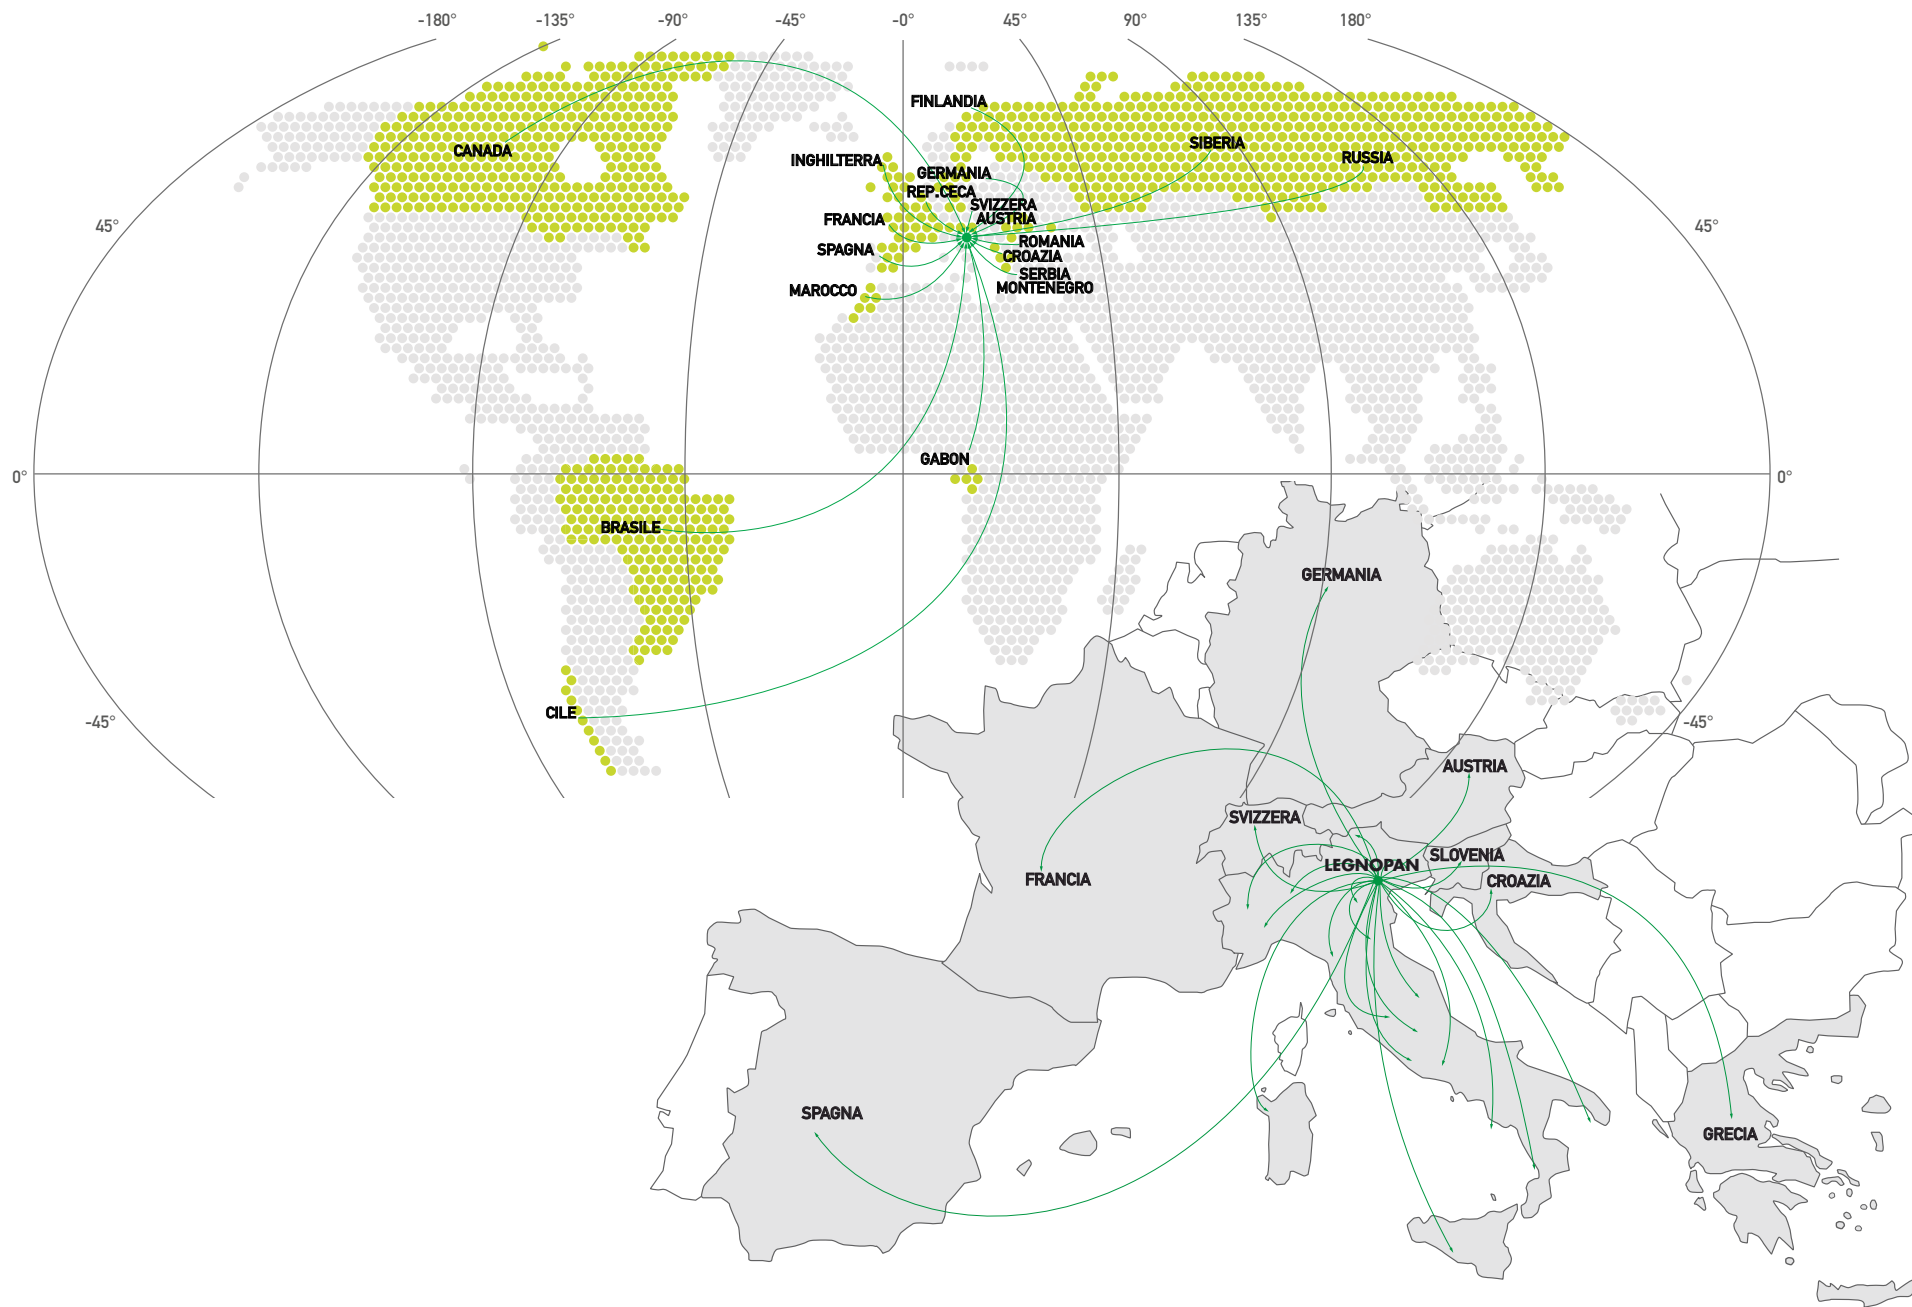 -180° -135° -90° -45° -0° 45° 90° 135° 180°
FINLANDIA
SIBERIA
CANADA
INGHILTERRA
RUSSIA
GERMANIA
REP.CECA
SVIZZERA
FRANCIA
AUSTRIA
45°
45°
ROMANIA
SPAGNA
CROAZIA
SERBIA
MAROCCO
MONTENEGRO
GABON
0°
0°
BRASILE
GERMANIA
CILE
-45°
-45°
AUSTRIA
SVIZZERA
SLOVENIA
LEGNOPAN
FRANCIA
CROAZIA
SPAGNA
GRECIA